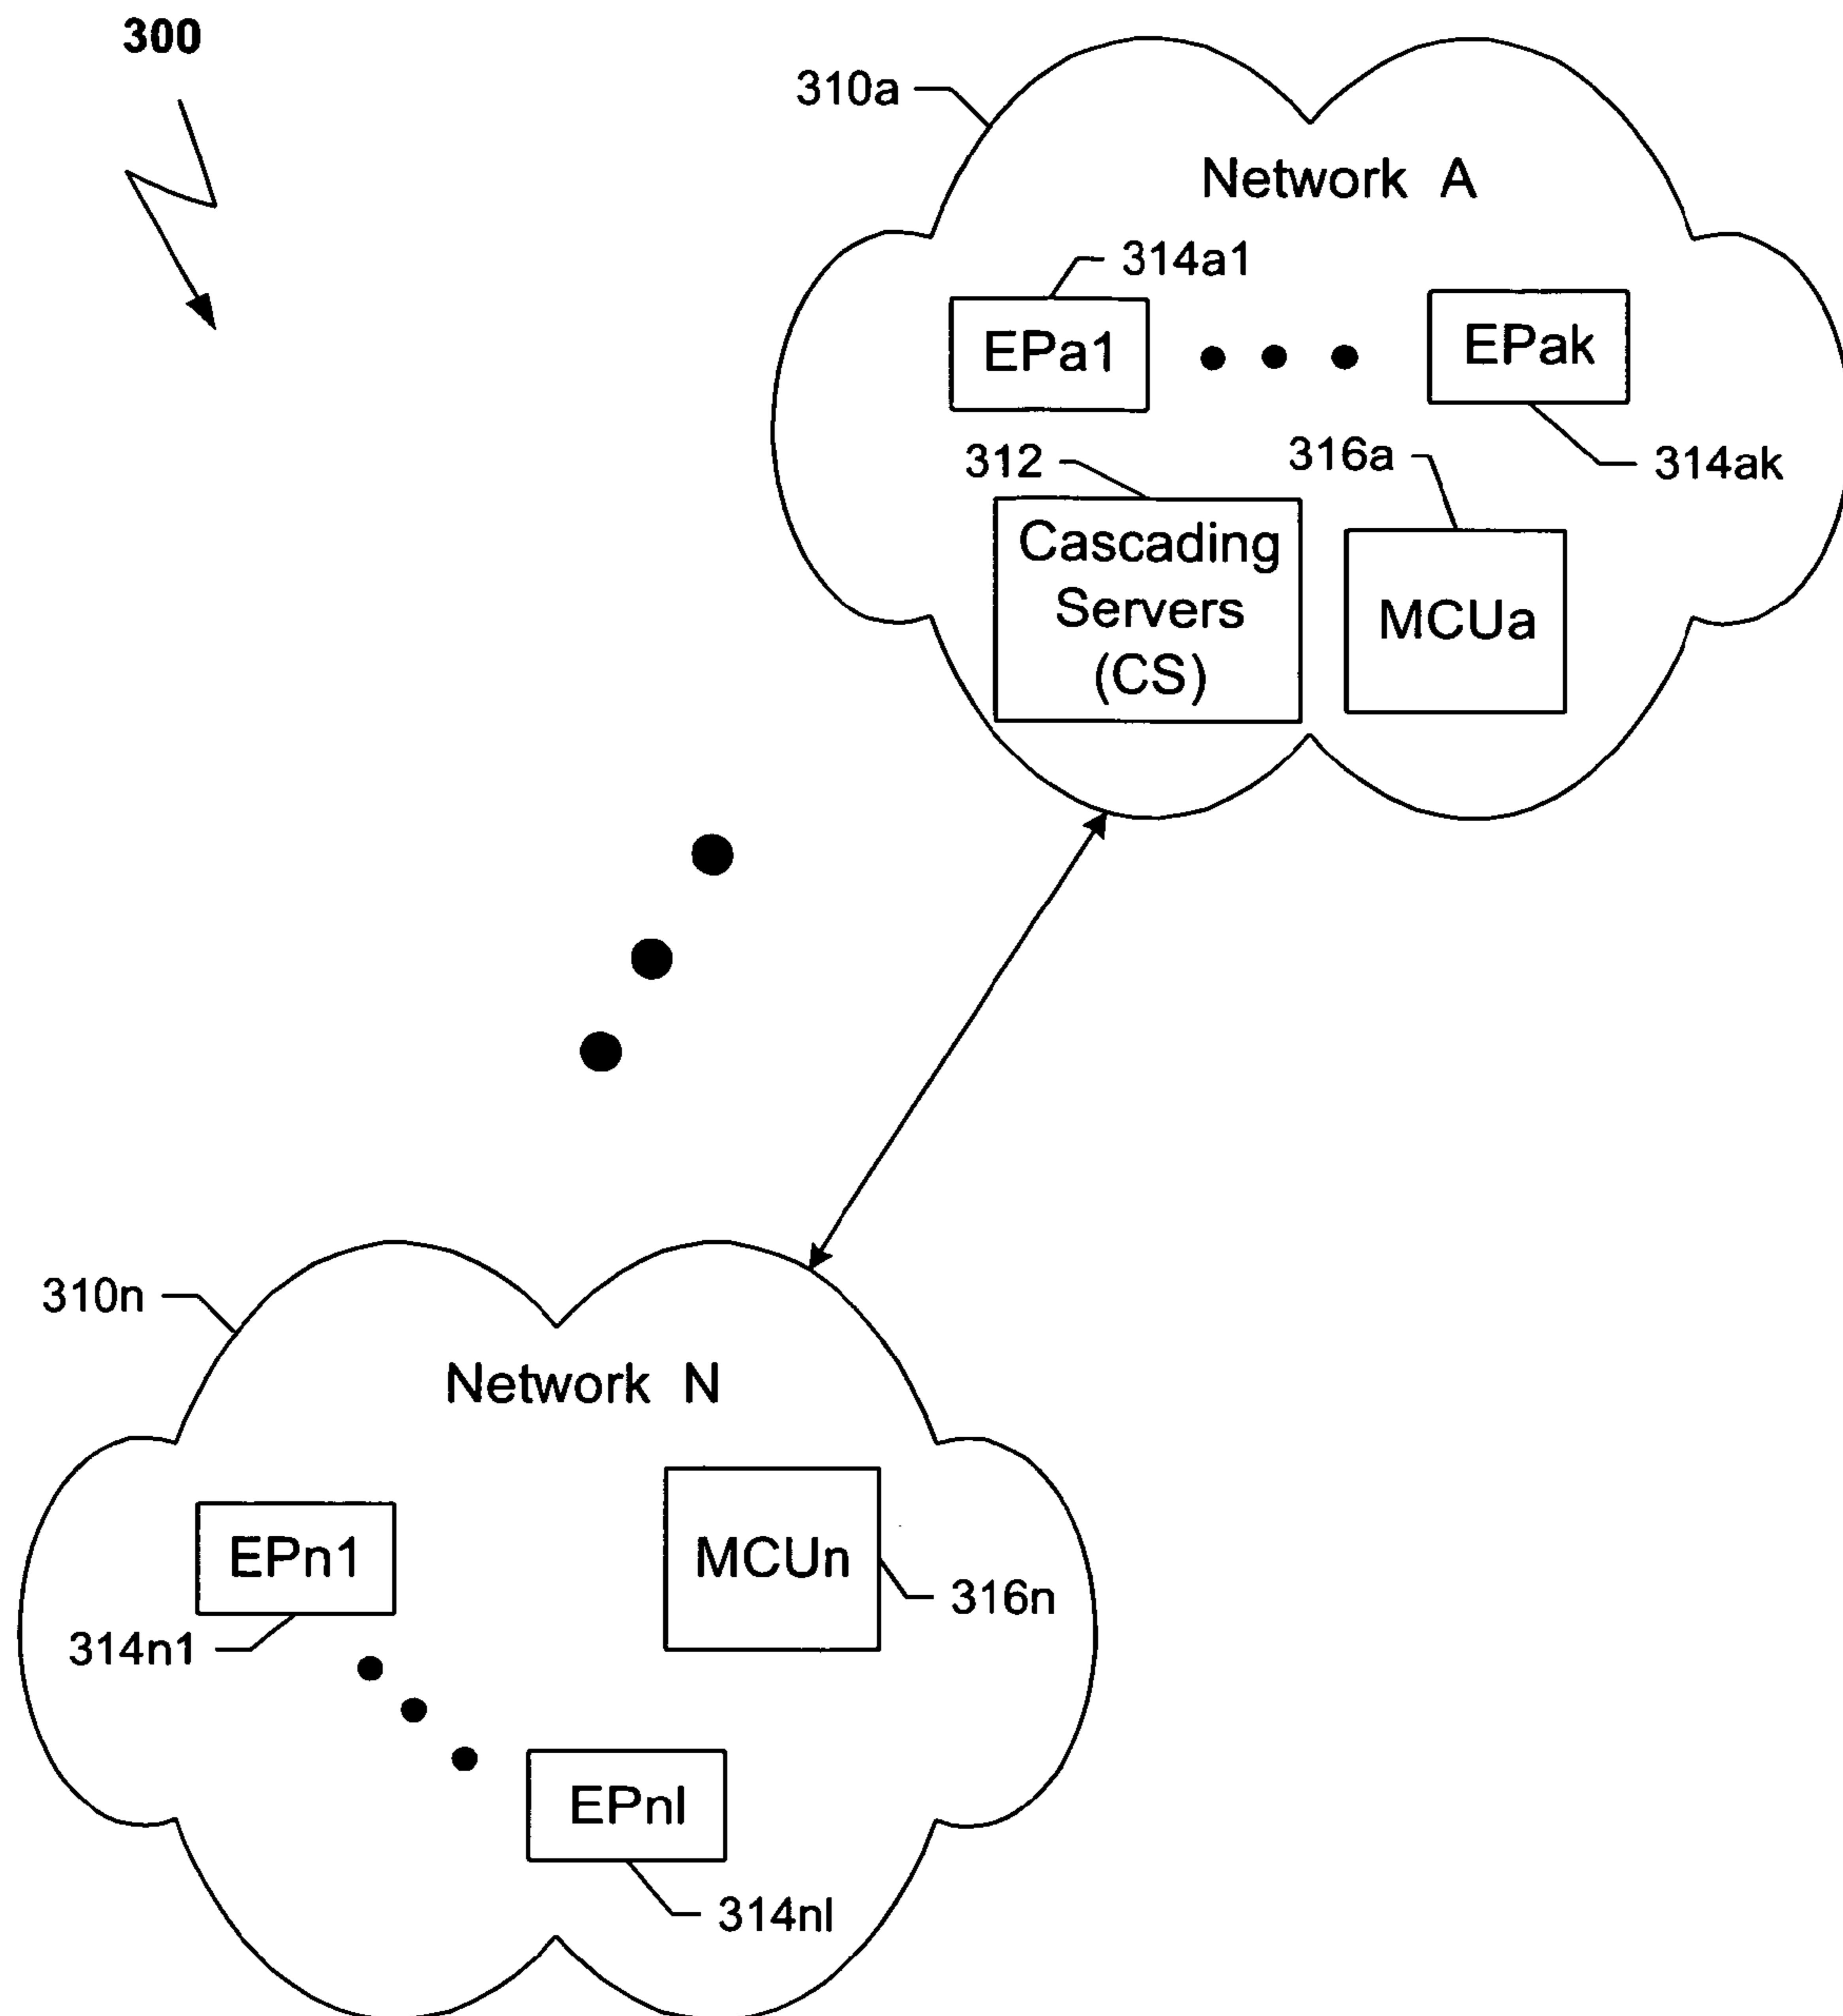 300
310a
Network A
314a1
EPa1
EPak
312
316a
314ak
Cascading
Servers
(CS)
MCUa
310n
Network N
EPn1
MCUn
316n
314n1
EPnl
314nl